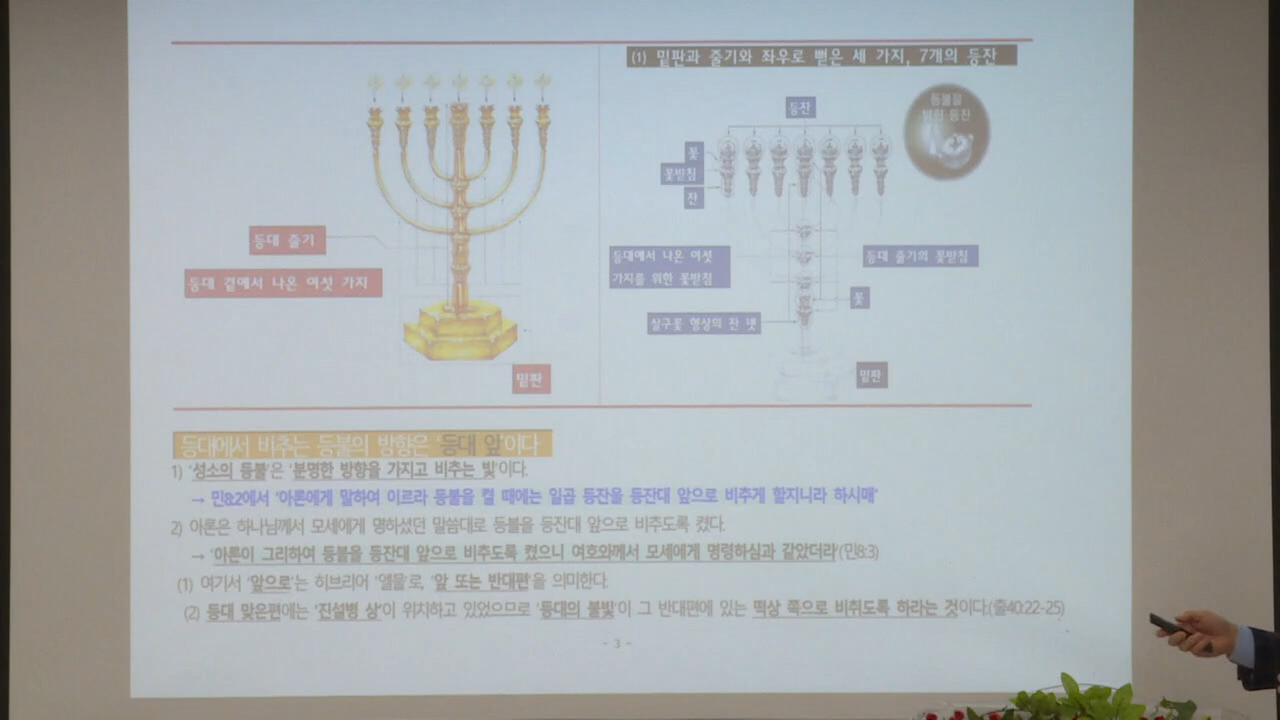 (1) 밑판과 줄기와 좌우로 뻗은 세 가지, 7개의 등잔
등잔
등불을
밝힌 등잔
꽃
꽃받침
잔
등대 줄기
등대 곁에서 나온 여섯 가지
밑판
등대에서 나온 여섯
가지를 위한 꽃받침
등대 줄기의 꽃받침
꽃
살구꽃 형상의 잔 넷
밑판
등대에서 비추는 등불의 방향은 '등대 앞'이다
1) '성소의 등불'은 '분명한 방향을 가지고 비추는 빛'이다.
→ 민8:2에서 '아론에게 말하여 이르라 등불을 켤 때에는 일곱 등잔을 등잔대 앞으로 비추게 할지니라 하시매'
2) 아론은 하나님께서 모세에게 명하셨던 말씀대로 등불을 등잔대 앞으로 비추도록 켰다.
→ '아론이 그리하여 등불을 등잔대 앞으로 비추도록 켰으니 여호와께서 모세에게 명령하심과 같았더라'(민8:3)
(1) 여기서 '앞으로'는 히브리어 '엘물'로, '앞 또는 반대편'을 의미한다.
(2) 등대 맞은편에는 '진설병 상'이 위치하고 있었으므로 '등대의 불빛'이 그 반대편에 있는 떡상 쪽으로 비취도록 하라는 것이다.(출40:22-25)
- 3 -